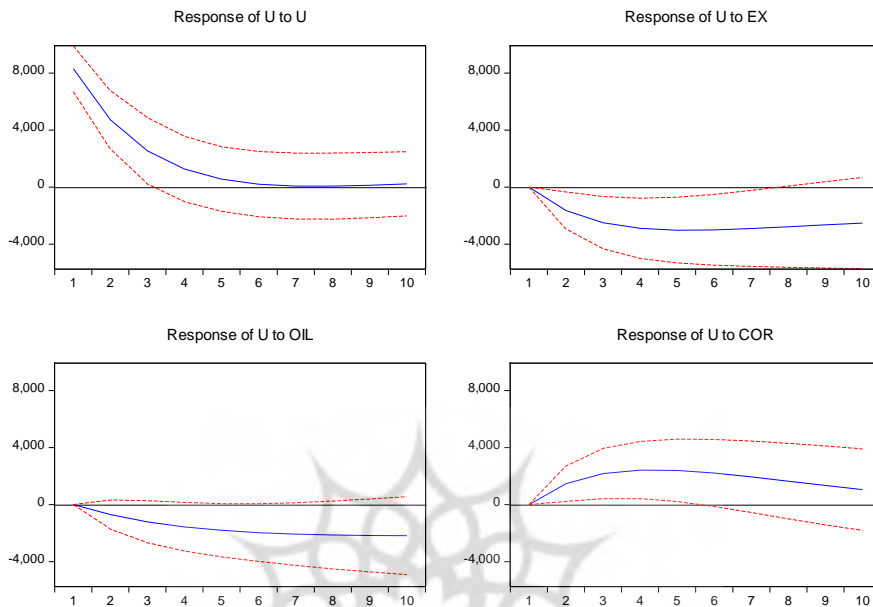 Response of U to U
8,000
4,000
0
-4,000
1 2 3 4 5 6 7 8 9 10
Response of U to EX
8,000
4,000
0
-4,000
1 2 3 4 5 6 7 8 9 10
Response of U to OIL
8,000
4,000
0
-4,000
1 2 3 4 5 6 7 8 9 10
Response of U to COR
8,000
4,000
0
-4,000
1 2 3 4 5 6 7 8 9 10